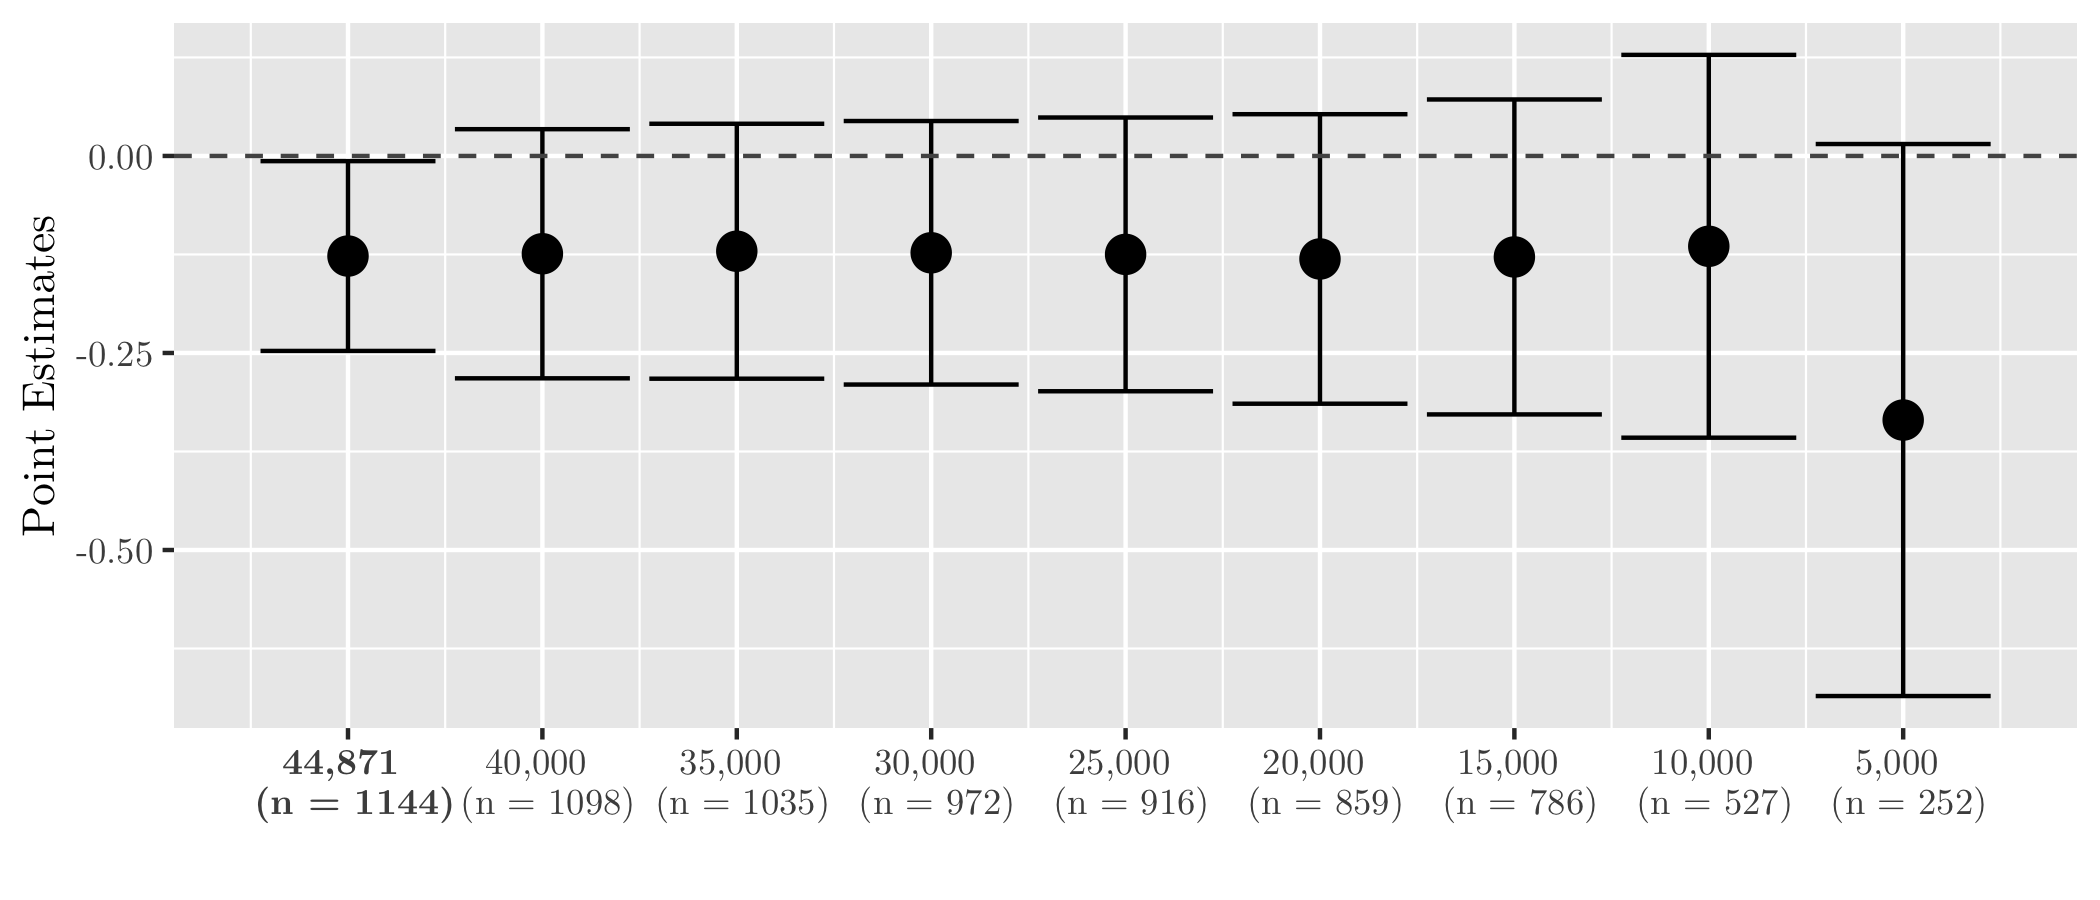 Point Estimates
0.00
-0.25
-0.50
44,871 40,000 35,000 30,000 25,000 20,000 15,000 10,000 5,000
(n = 1144) (n = 1098) (n = 1035) (n = 972) (n = 916) (n = 859) (n = 786) (n = 527) (n = 252)